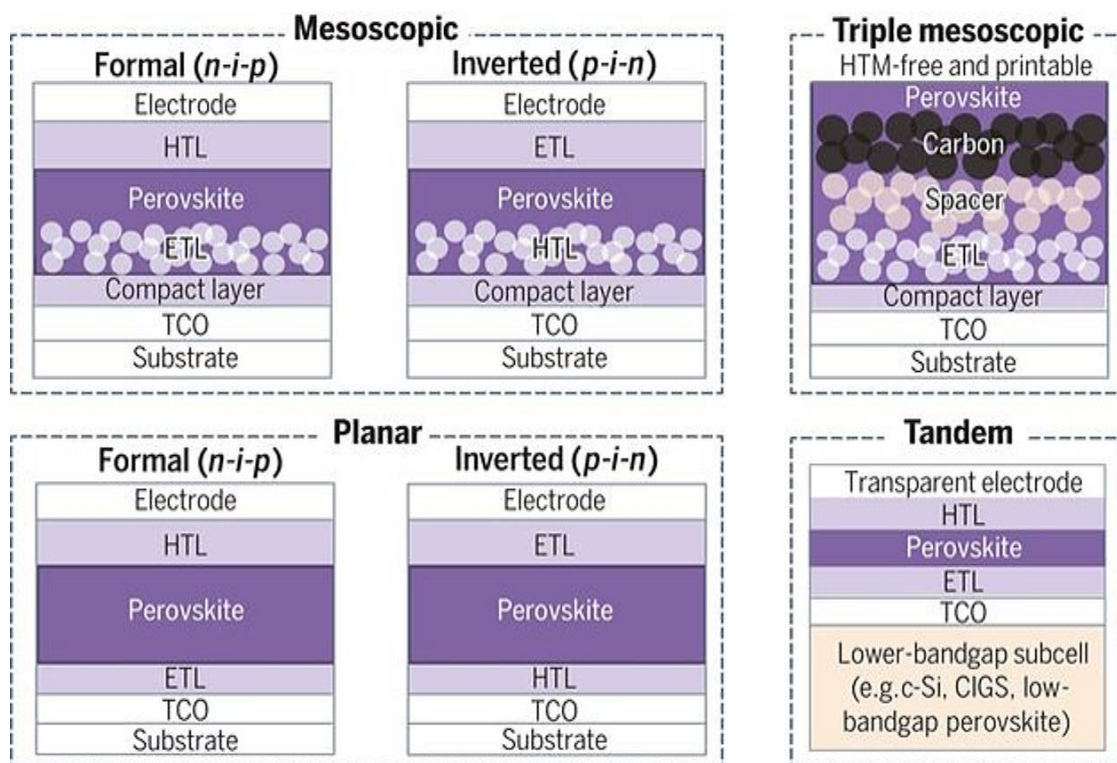 Mesoscopic
Formal (n-i-p)
Electrode
HTL
Perovskite
ETL
Compact layer
TCO
Substrate
Inverted (p-i-n)
Electrode
ETL
Perovskite
HTL
Compact layer
TCO
Substrate
Triple mesoscopic
HTM-free and printable
Perovskite
Carbon
Spacer
ETL
Compact layer
TCO
Substrate
Planar
Formal (n-i-p)
Electrode
HTL
Perovskite
ETL
TCO
Substrate
Inverted (p-i-n)
Electrode
ETL
Perovskite
HTL
TCO
Substrate
Tandem
Transparent electrode
HTL
Perovskite
ETL
TCO
Lower-bandgap subcell
(e.g.c-Si, CIGS, low-
bandgap perovskite)